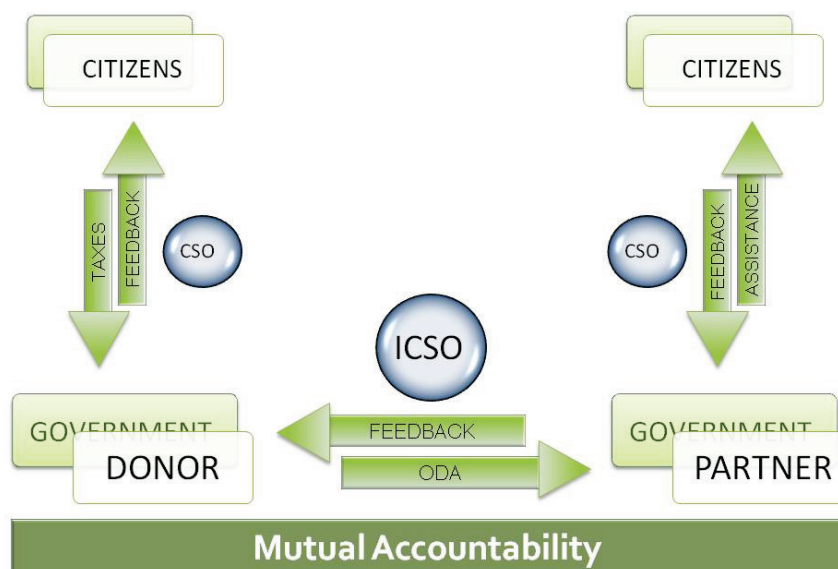 CITIZENS
CITIZENS
TAXES
FEEDBACK
CSO
CSO
FEEDBACK
ASSISTANCE
ICSO
GOVERNMENT
DONOR
FEEDBACK
ODA
GOVERNMENT
PARTNER
Mutual Accountability